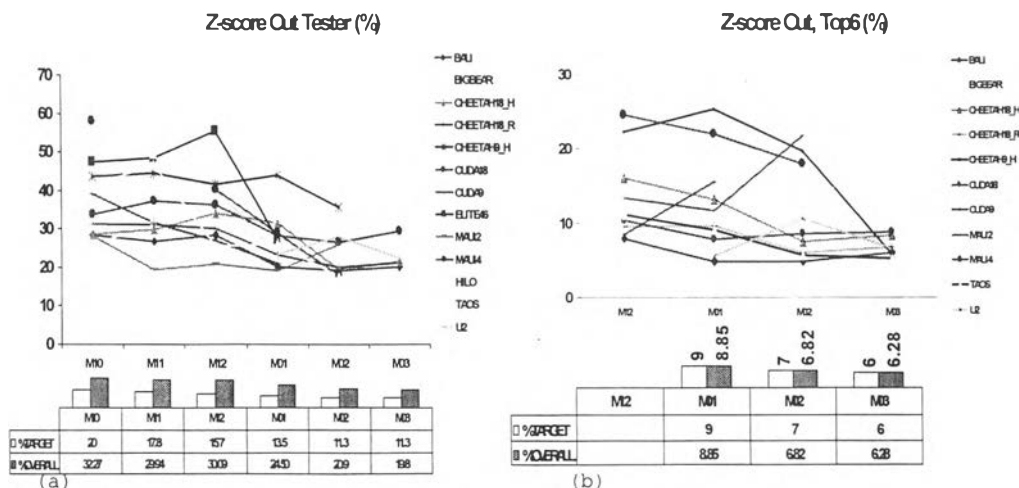 Z-score Out Tester (%)
70
60
50
40
30
20
10
0
M10 M11 M12 M01 M02 M03
BALI
BIGBEAR
CHEETAH18_H
CHEETAH18_R
CHEETAH9_H
CUDA18
CUDA9
ELITE46
MAUI2
MAUI4
HILO
TAOS
U2
M10 M11 M12 M01 M02 M03
%TARGET 20 17.8 15.7 13.5 11.3 11.3
%OVERALL 32.27 29.94 30.09 24.50 20.9 19.8
(a)
Z-score Out, Top6 (%)
30
20
10
0
M12 M01 M02 M03
BALI
BIGBEAR
CHEETAH18_H
CHEETAH18_R
CHEETAH9_H
CUDA18
CUDA9
MAUI2
MAUI4
TAOS
U2
9 8.85 7 6.82 6 6.28
M12 M01 M02 M03
%TARGET 9 7 6
%OVERALL 8.85 6.82 6.28
(b)